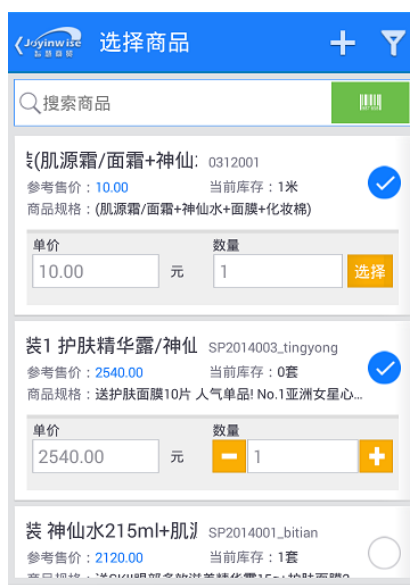 Joyinwise
选择商品
搜索商品
(肌源霜/面霜+神仙 0312001
参考售价：10.00 当前库存：1米
商品规格：(肌源霜/面霜+神仙水+面膜+化妆棉)
单价 数量
10.00 元 1 选择
装1 护肤精华露/神仙 SP2014003_tingyong
参考售价：2540.00 当前库存：0套
商品规格：送护肤面膜10片 人气单品! No.1亚洲女星心...
单价 数量
2540.00 元 - 1 +
装 神仙水215ml+肌 SP2014001_bitian
参考售价：2120.00 当前库存：1套